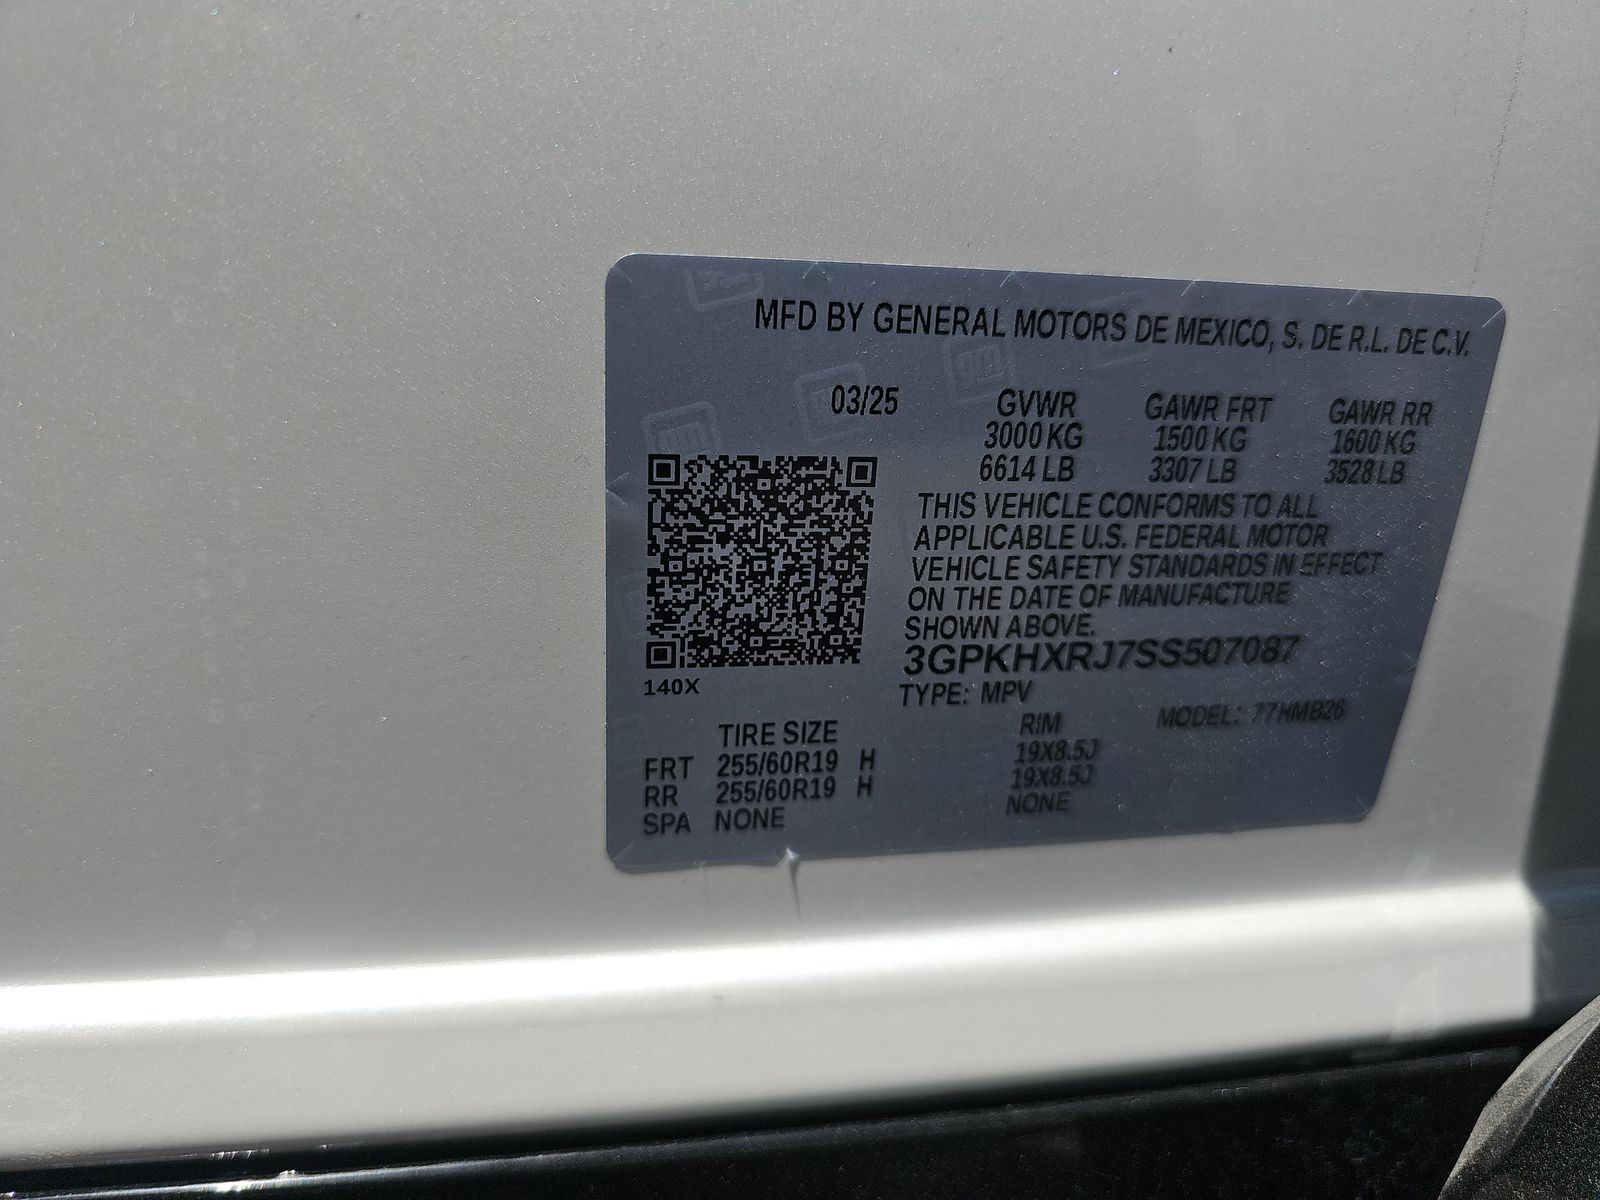 MFD BY GENERAL MOTORS DE MEXICO, S. DE R.L. DE C.V.
03/25 GVWR GAWR FRT GAWR RR
3000 KG 1500 KG 1600 KG
6614 LB 3307 LB 3528 LB
THIS VEHICLE CONFORMS TO ALL
APPLICABLE U.S. FEDERAL MOTOR
VEHICLE SAFETY STANDARDS IN EFFECT
ON THE DATE OF MANUFACTURE
SHOWN ABOVE.
3GPKHXRJ7SS507087
140X
TYPE: MPV
MODEL: 77HMB26
TIRE SIZE RIM
FRT 255/60R19 H 19X8.5J
RR 255/60R19 H 19X8.5J
SPA NONE NONE